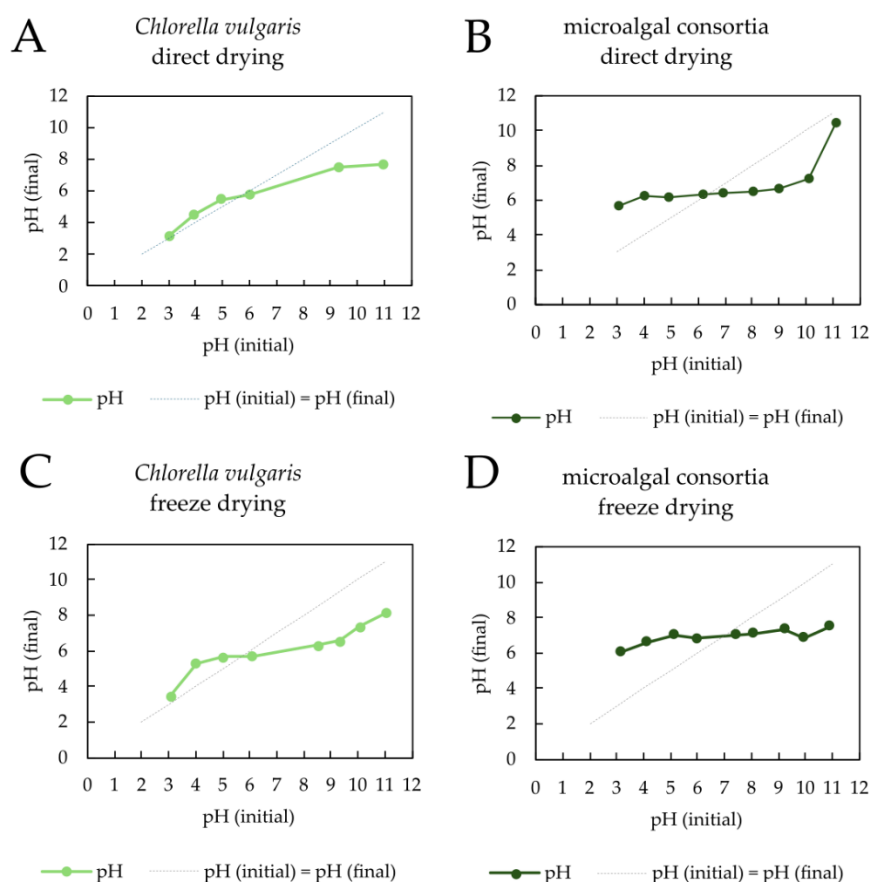 A
Chlorella vulgaris
direct drying
12
10
8
6
4
2
0
pH (final)
0 1 2 3 4 5 6 7 8 9 10 11 12
pH (initial)
pH pH (initial) = pH (final)
B
microalgal consortia
direct drying
12
10
8
6
4
2
0
pH (final)
0 1 2 3 4 5 6 7 8 9 10 11 12
pH (initial)
pH pH (initial) = pH (final)
C
Chlorella vulgaris
freeze drying
12
10
8
6
4
2
0
pH (final)
0 1 2 3 4 5 6 7 8 9 10 11 12
pH (initial)
pH pH (initial) = pH (final)
D
microalgal consortia
freeze drying
12
10
8
6
4
2
0
pH (final)
0 1 2 3 4 5 6 7 8 9 10 11 12
pH (initial)
pH pH (initial) = pH (final)